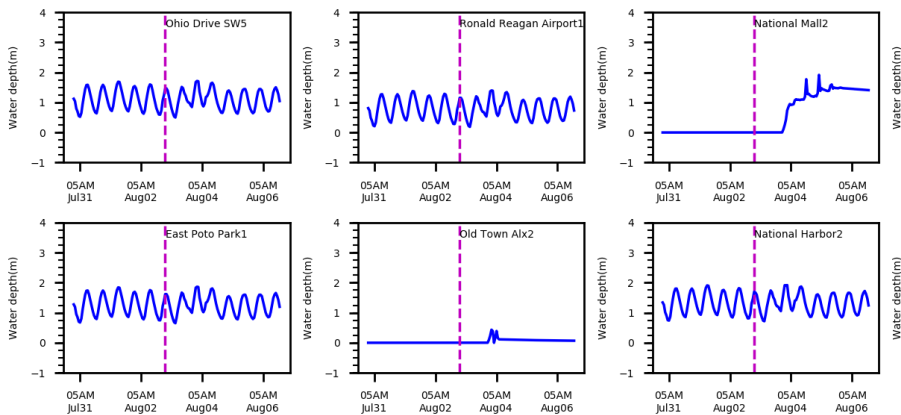 Ohio Drive SW5
Water depth(m)
4
3
2
1
0
−1
05AM
Jul31
05AM
Aug02
05AM
Aug04
05AM
Aug06
Ronald Reagan Airport1
Water depth(m)
4
3
2
1
0
−1
05AM
Jul31
05AM
Aug02
05AM
Aug04
05AM
Aug06
National Mall2
Water depth(m)
4
3
2
1
0
−1
05AM
Jul31
05AM
Aug02
05AM
Aug04
05AM
Aug06
Water depth(m)
East Poto Park1
Water depth(m)
4
3
2
1
0
−1
05AM
Jul31
05AM
Aug02
05AM
Aug04
05AM
Aug06
Old Town Alx2
Water depth(m)
4
3
2
1
0
−1
05AM
Jul31
05AM
Aug02
05AM
Aug04
05AM
Aug06
National Harbor2
Water depth(m)
4
3
2
1
0
−1
05AM
Jul31
05AM
Aug02
05AM
Aug04
05AM
Aug06
Water depth(m)